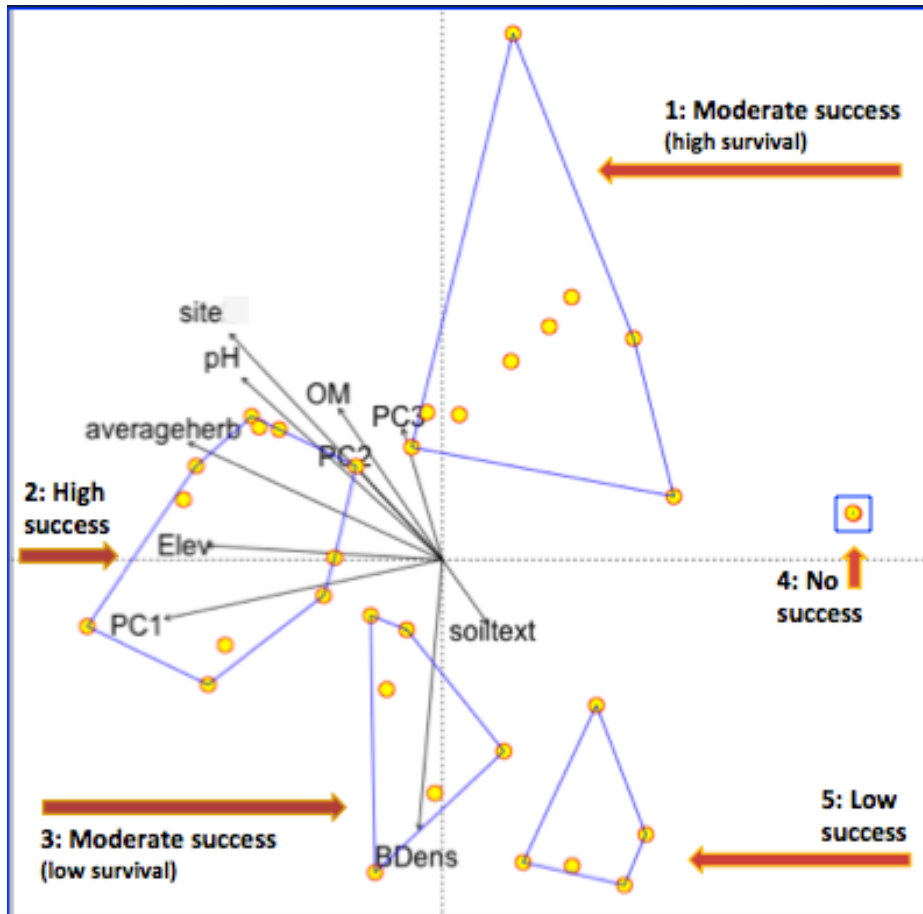 1: Moderate success
(high survival)
site
pH
OM
PC3
averageherb
PC2
2: High
success
Elev
4: No
success
PC1
soiltext
5: Low
success
3: Moderate success
(low survival)
BDens